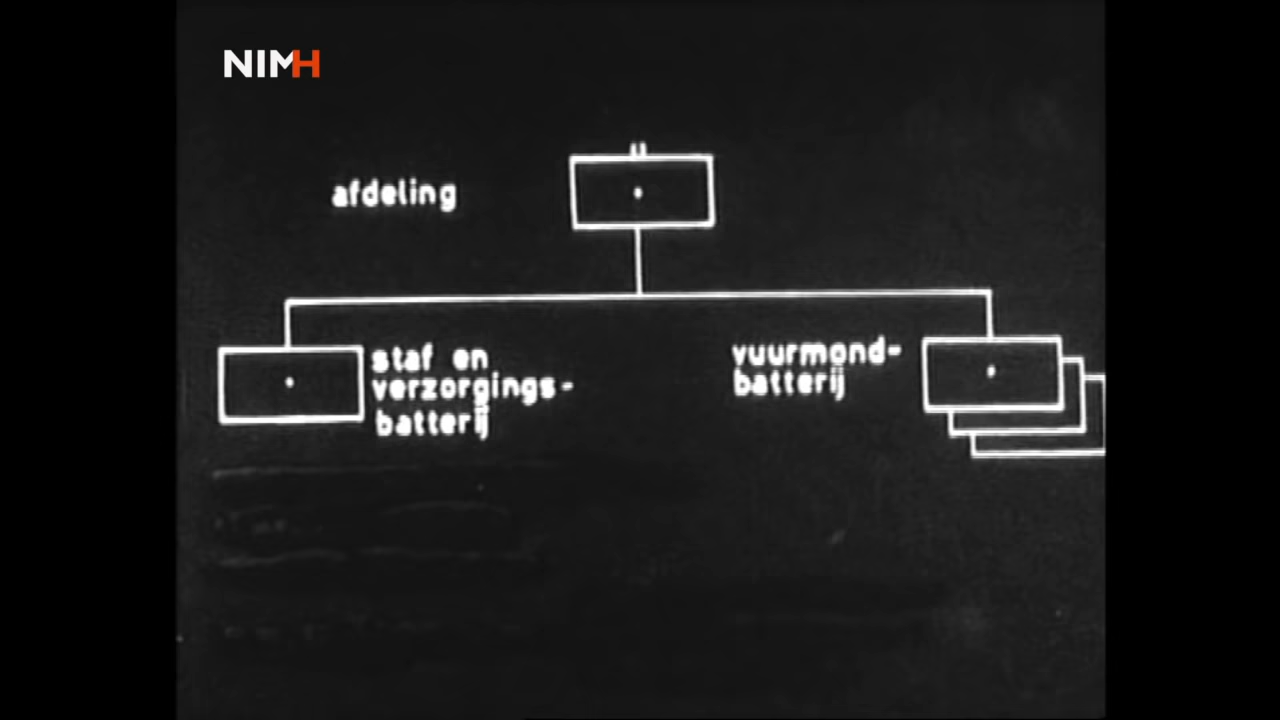 NIMH
afdeling
staf en
verzorgings-
batterij
vuurmond-
batterij